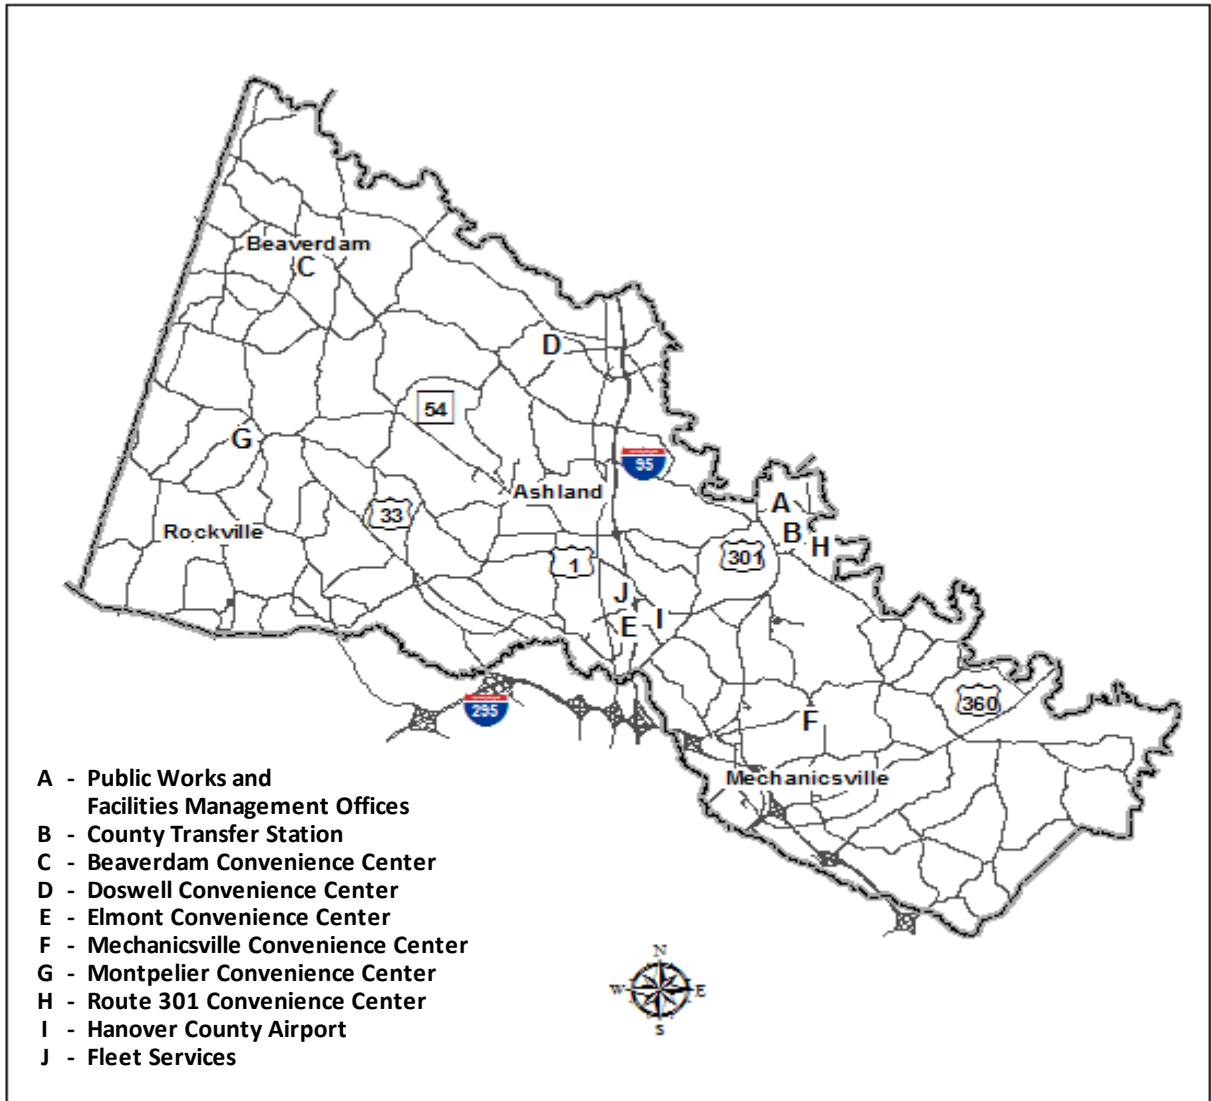 Beaverdam
C
D
54
G
95
Ashland
A
33
Rockville
B
H
301
1
J
I
E
360
295
F
Mechanicsville
A - Public Works and
Facilities Management Offices
B - County Transfer Station
C - Beaverdam Convenience Center
D - Doswell Convenience Center
E - Elmont Convenience Center
F - Mechanicsville Convenience Center
G - Montpelier Convenience Center
H - Route 301 Convenience Center
I - Hanover County Airport
J - Fleet Services
N
W E
S